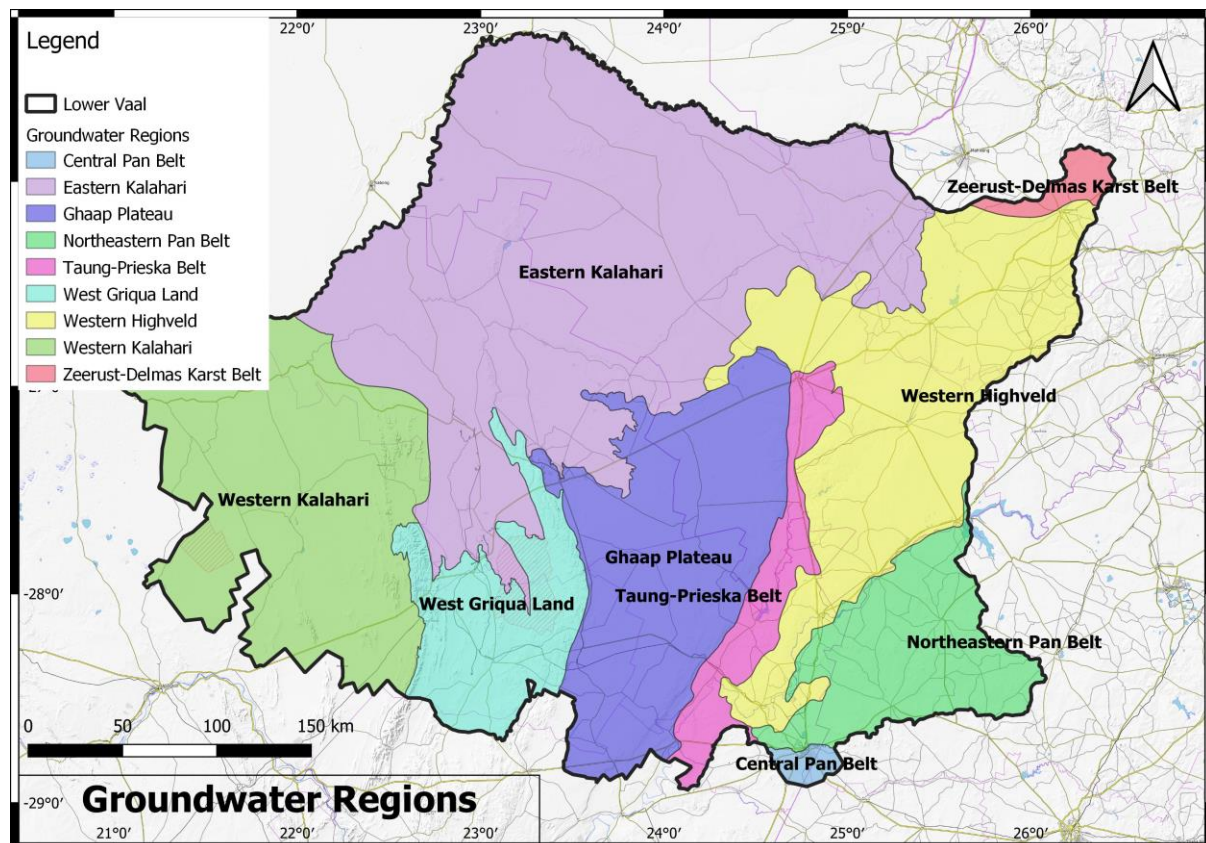 22°0' 23°0' 24°0' 25°0' 26°0'
Legend
Lower Vaal
Groundwater Regions
Central Pan Belt
Eastern Kalahari
Ghaap Plateau
Northeastern Pan Belt
Taung-Prieska Belt
West Griqua Land
Western Highveld
Western Kalahari
Zeerust-Delmas Karst Belt
Zeerust-Delmas Karst Belt
Eastern Kalahari
Western Highveld
Western Kalahari
Ghaap Plateau
Taung-Prieska Belt
West Griqua Land
Northeastern Pan Belt
Central Pan Belt
-28°0'
0 50 100 150 km
-29°0'
Groundwater Regions
21°0' 22°0' 23°0' 24°0' 25°0' 26°0'